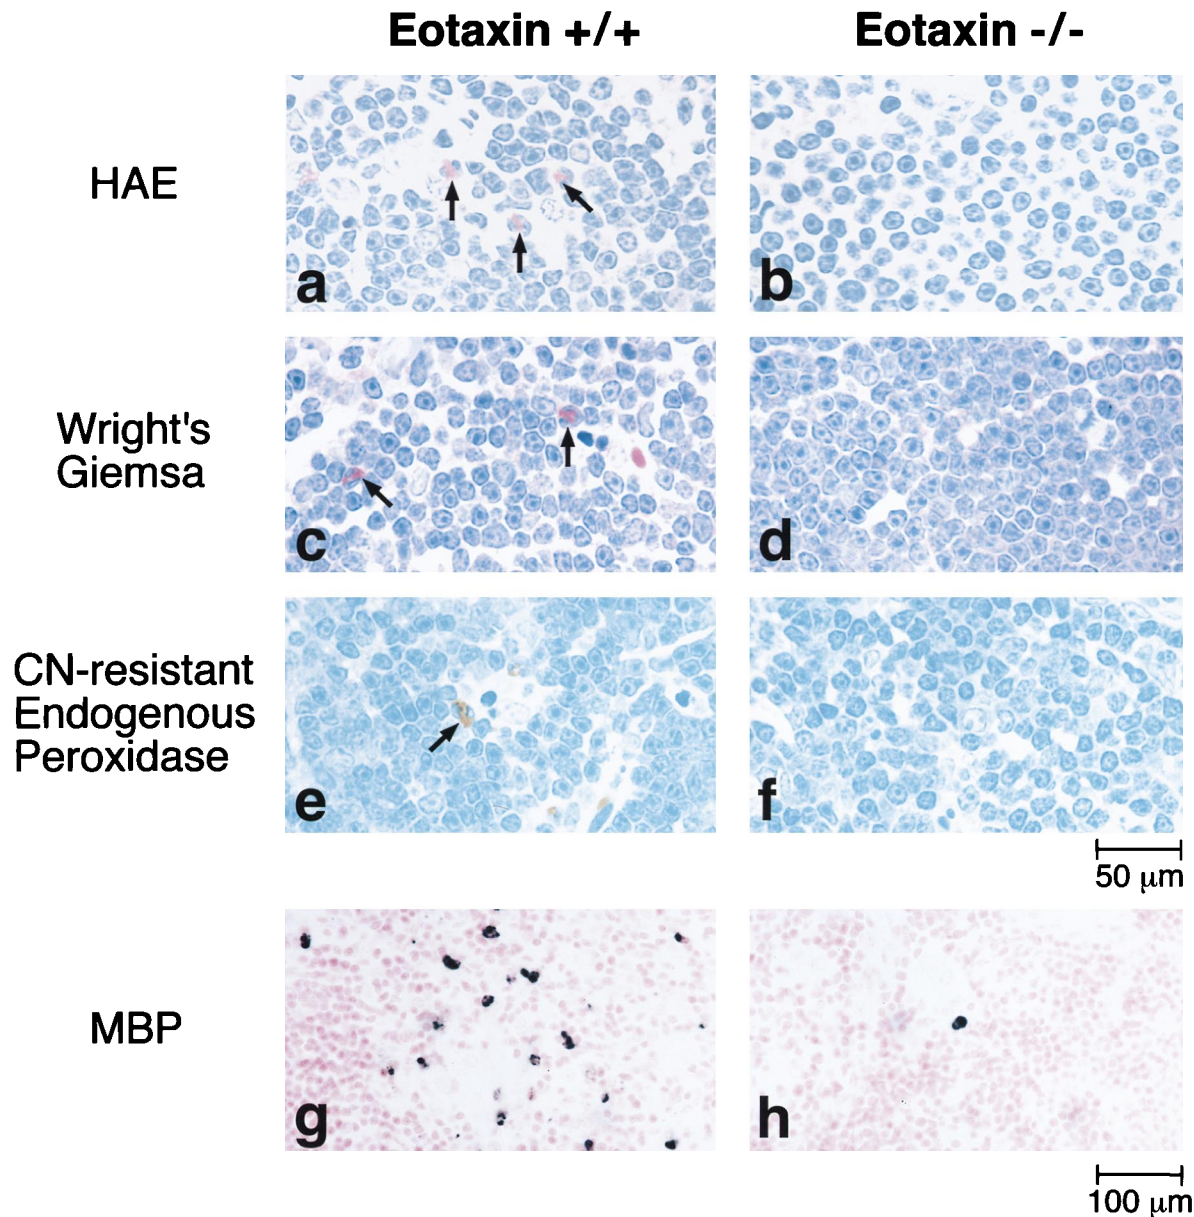 Eotaxin +/+
Eotaxin -/-
HAE
a
b
Wright's
Giemsa
c
d
CN-resistant
Endogenous
Peroxidase
e
f
50 μm
MBP
g
h
100 μm